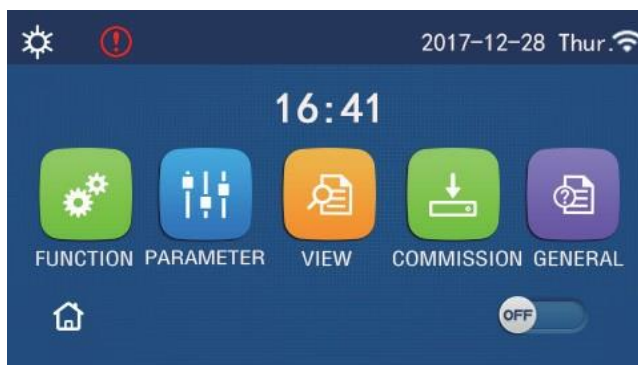 2017-12-28 Thur.
16:41
FUNCTION PARAMETER VIEW COMMISSION GENERAL
OFF